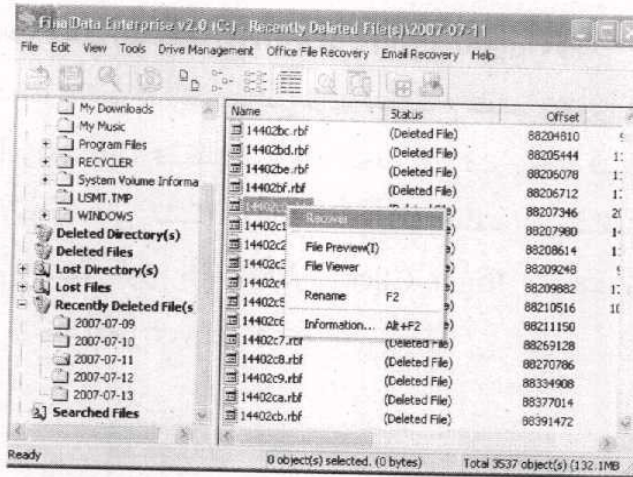 FinalData Enterprise v2.0 (C:) - Recently Deleted File(s)\2007-07-11
File Edit View Tools Drive Management Office File Recovery Email Recovery Help
My Downloads
My Music
Program Files
RECYCLER
System Volume Informa
USMT.TMP
WINDOWS
Deleted Directory(s)
Deleted Files
Lost Directory(s)
Lost Files
Recently Deleted File(s
2007-07-09
2007-07-10
2007-07-11
2007-07-12
2007-07-13
Searched Files
Name Status Offset
14402bc.rbf (Deleted File) 88204810
14402bd.rbf (Deleted File) 88205444
14402be.rbf (Deleted File) 88206078
14402bf.rbf (Deleted File) 88206712
88207346
14402c1 88207980
14402c2 88208614
14402c3 88209248
14402c4 88209882
14402c5 88210516
14402c6 88211150
14402c7.rbf (Deleted File) 88269128
14402c8.rbf (Deleted File) 88270786
14402c9.rbf (Deleted File) 88334908
14402ca.rbf (Deleted File) 88377014
14402cb.rbf (Deleted File) 88391472
Recover
File Preview(I)
File Viewer
Rename F2
Information... Alt+F2
Ready 0 object(s) selected. (0 bytes) Total 3537 object(s) (132.1MB